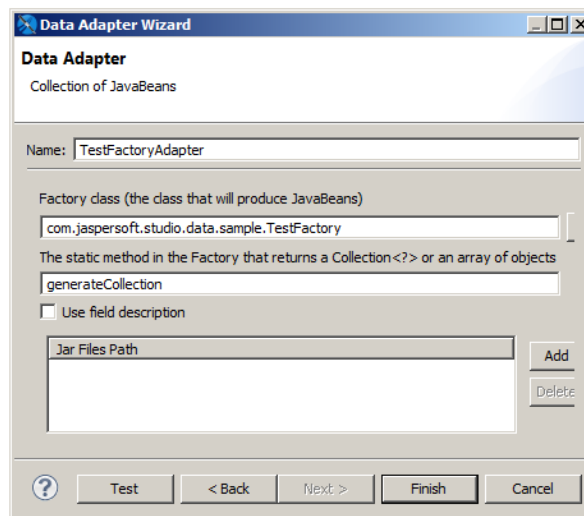 Data Adapter Wizard
Data Adapter
Collection of JavaBeans
Name: TestFactoryAdapter
Factory class (the class that will produce JavaBeans)
com.jaspersoft.studio.data.sample.TestFactory
The static method in the Factory that returns a Collection<?> or an array of objects
generateCollection
Use field description
Jar Files Path
Add
Delete
? Test < Back Next > Finish Cancel